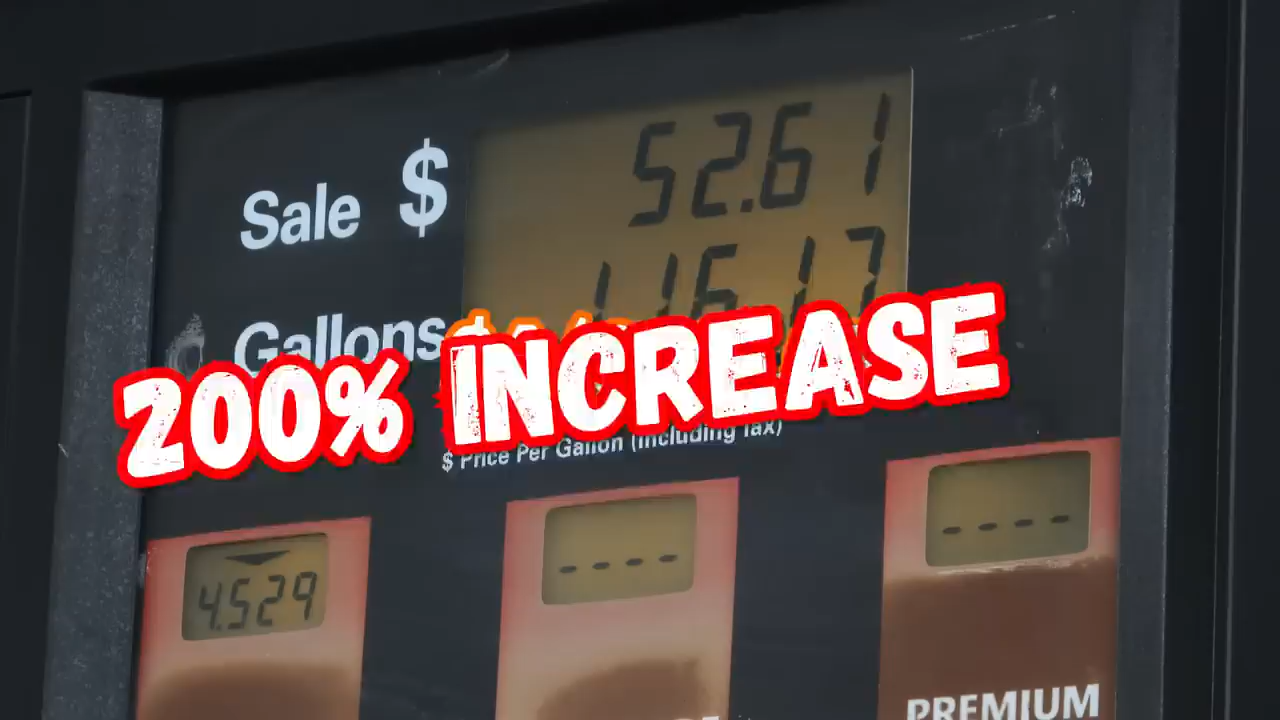 Sale $ 52.61
Gallons 11.617
200% INCREASE
$ Price Per Gallon (Including Tax)
4.529
- - - -
- - - -
PREMIUM